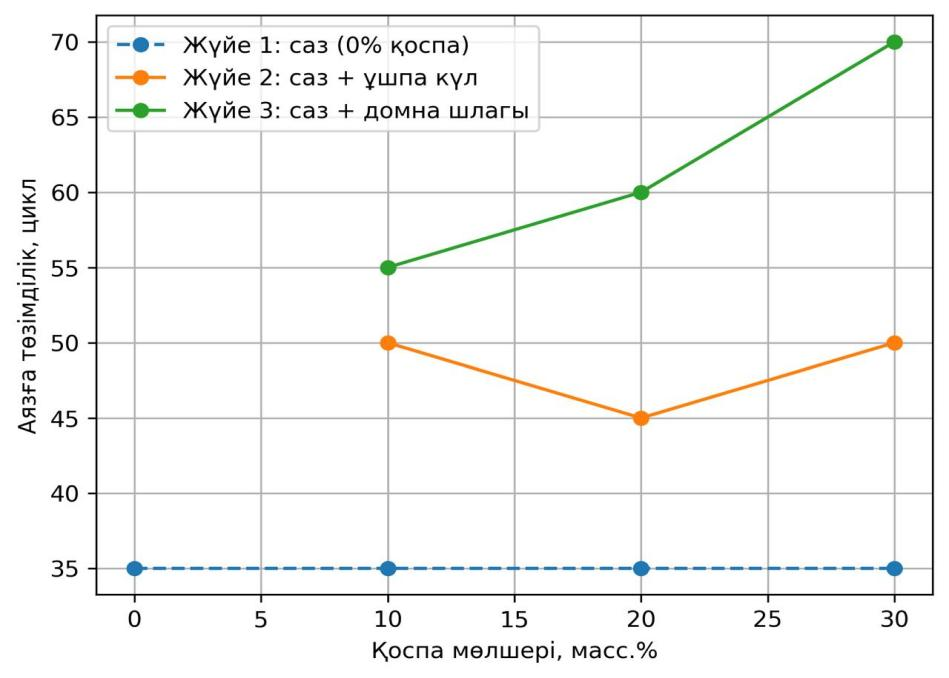 Жүйе 1: саз (0% қоспа)
Жүйе 2: саз + ұшпа күл
Жүйе 3: саз + домна шлагы
Аязға төзімділік, цикл
70
65
60
55
50
45
40
35
0 5 10 15 20 25 30
Қоспа мөлшері, масс.%